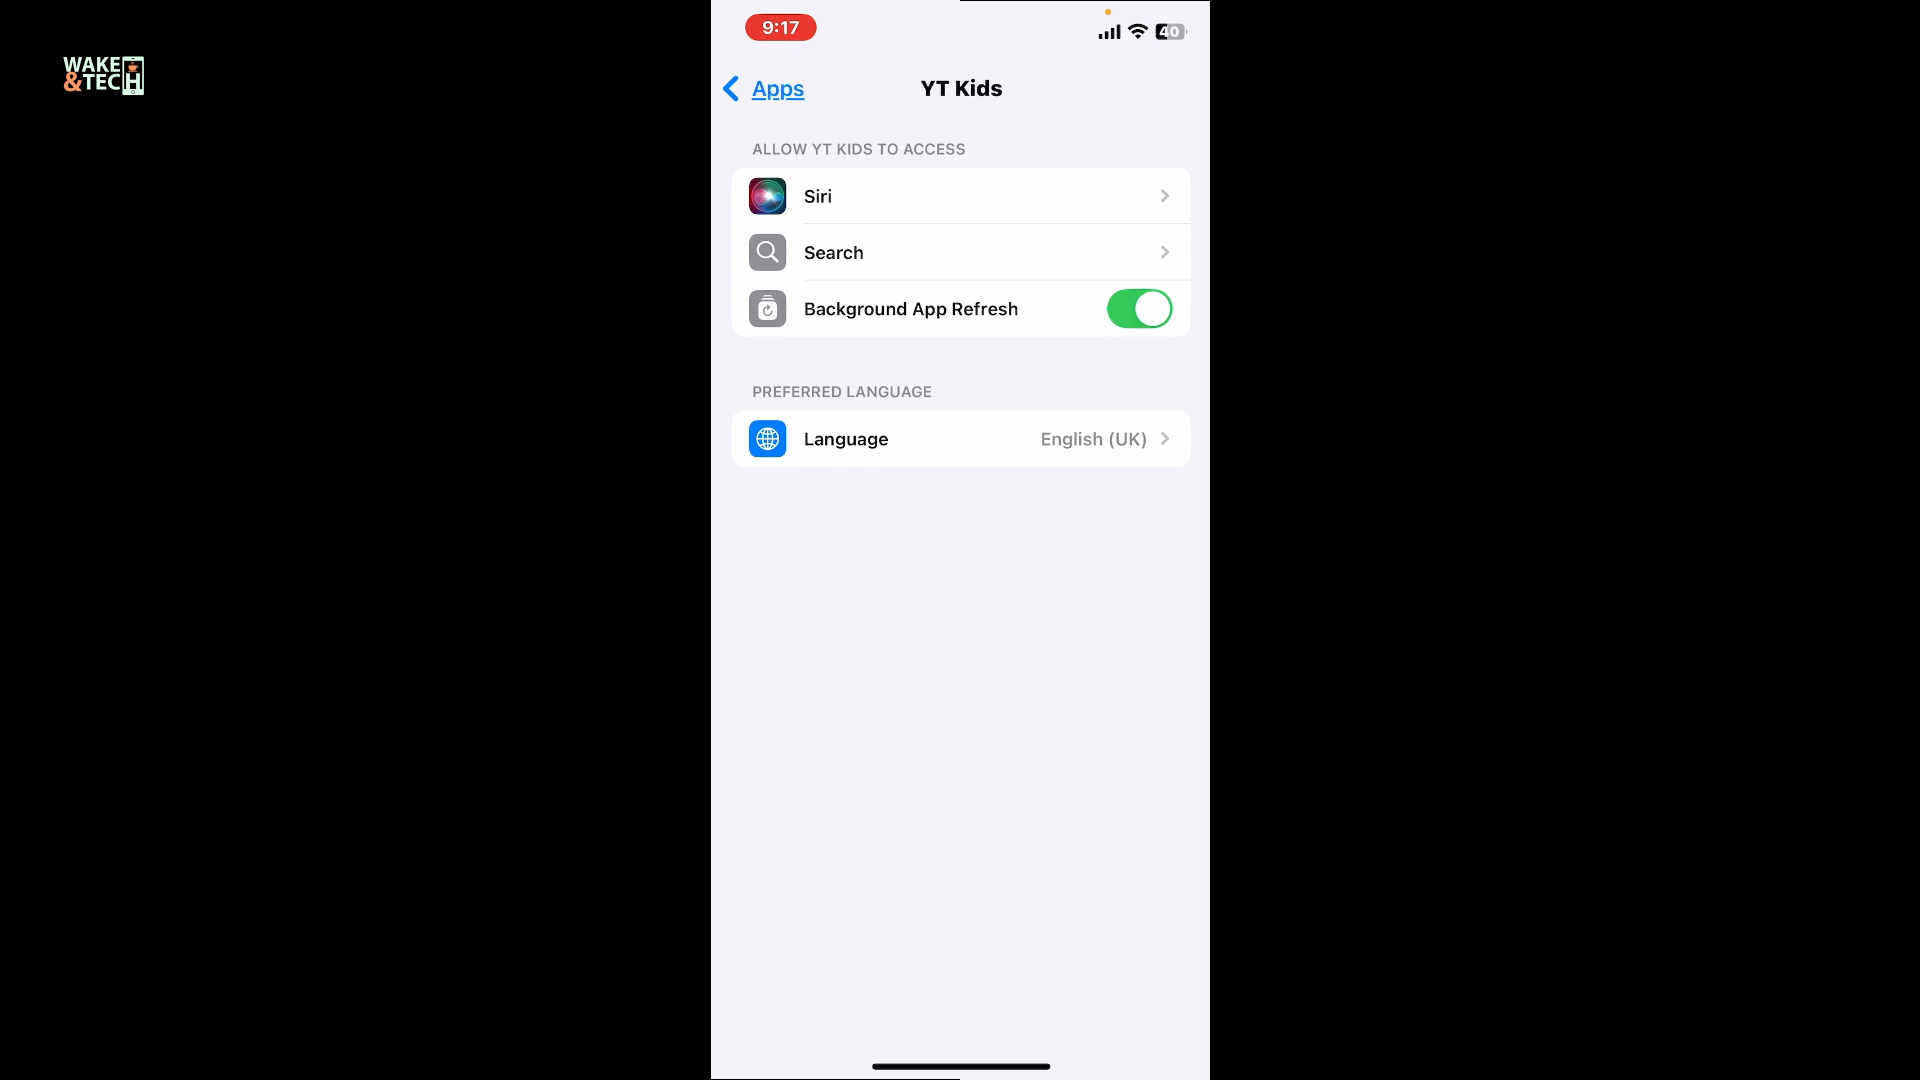 WAKE
&TECH
9:17
40
Apps
YT Kids
ALLOW YT KIDS TO ACCESS
Siri
Search
Background App Refresh
PREFERRED LANGUAGE
Language
English (UK)